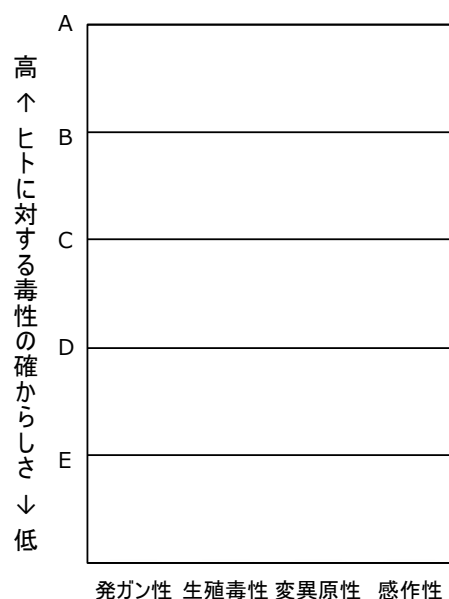 A
B
C
D
E
高 ↑ ヒトに対する毒性の確からしさ ↓ 低
発ガン性 生殖毒性 変異原性 感作性